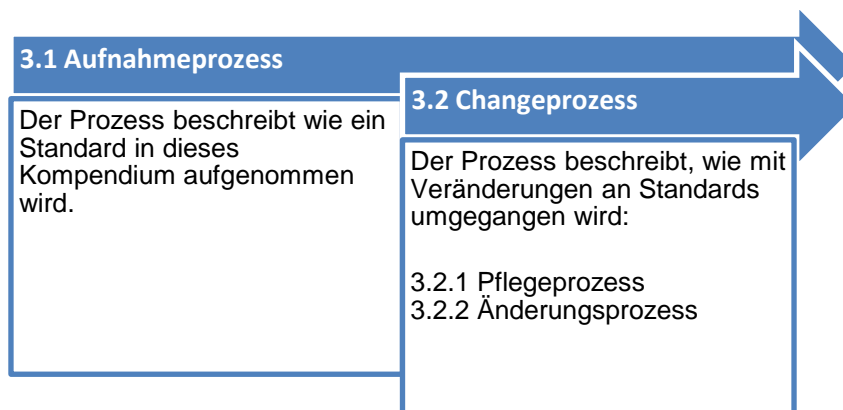 3.1 Aufnahmeprozess
Der Prozess beschreibt wie ein
Standard in dieses
Kompendium aufgenommen
wird.
3.2 Changeprozess
Der Prozess beschreibt, wie mit
Veränderungen an Standards
umgegangen wird:
3.2.1 Pflegeprozess
3.2.2 Änderungsprozess